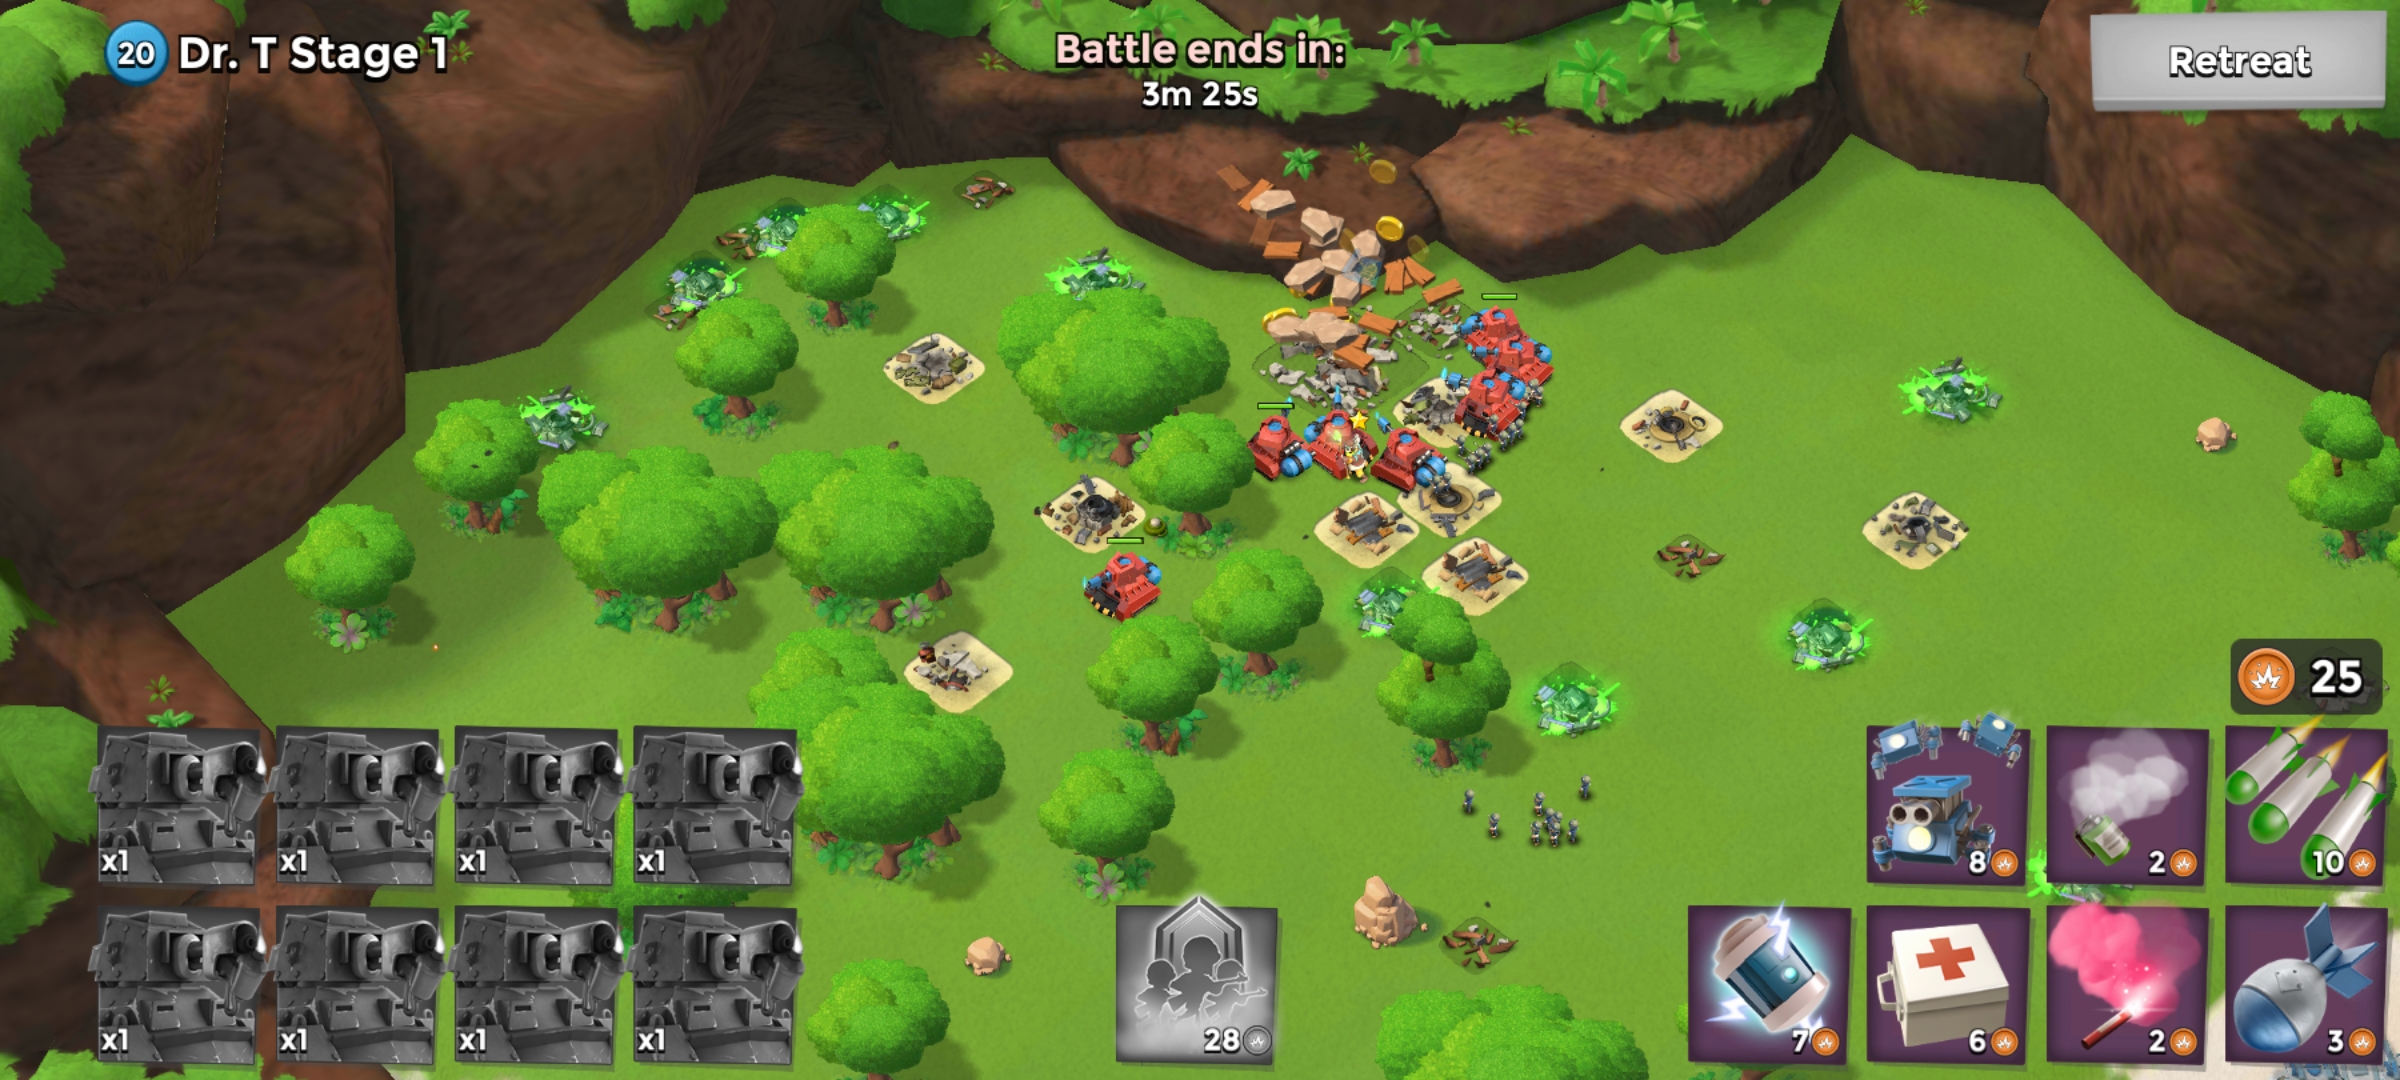 20 Dr. T Stage 1
Battle ends in:
3m 25s
Retreat
25
x1 x1 x1 x1
8 2 10
x1 x1 x1 x1
28
7 6 2 3